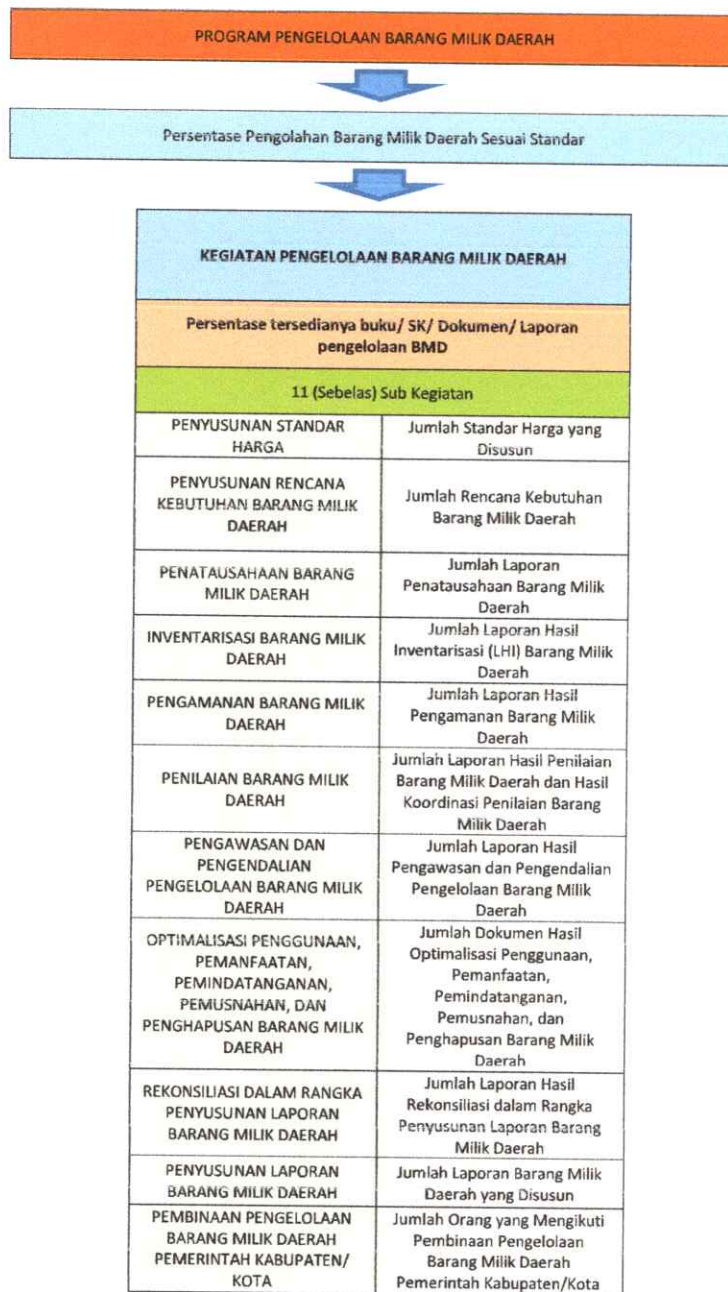 PROGRAM PENGELOLAAN BARANG MILIK DAERAH
Persentase Pengolahan Barang Milik Daerah Sesuai Standar
KEGIATAN PENGELOLAAN BARANG MILIK DAERAH
Persentase tersedianya buku/ SK/ Dokumen/ Laporan
pengelolaan BMD
11 (Sebelas) Sub Kegiatan
PENYUSUNAN STANDAR
HARGA
Jumlah Standar Harga yang
Disusun
PENYUSUNAN RENCANA
KEBUTUHAN BARANG MILIK
DAERAH
Jumlah Rencana Kebutuhan
Barang Milik Daerah
PENATAUSAHAAN BARANG
MILIK DAERAH
Jumlah Laporan
Penatausahaan Barang Milik
Daerah
INVENTARISASI BARANG MILIK
DAERAH
Jumlah Laporan Hasil
Inventarisasi (LHI) Barang Milik
Daerah
PENGAMANAN BARANG MILIK
DAERAH
Jumlah Laporan Hasil
Pengamanan Barang Milik
Daerah
PENILAIAN BARANG MILIK
DAERAH
Jumlah Laporan Hasil Penilaian
Barang Milik Daerah dan Hasil
Koordinasi Penilaian Barang
Milik Daerah
PENGAWASAN DAN
PENGENDALIAN
PENGELOLAAN BARANG MILIK
DAERAH
Jumlah Laporan Hasil
Pengawasan dan Pengendalian
Pengelolaan Barang Milik
Daerah
OPTIMALISASI PENGGUNAAN,
PEMANFAATAN,
PEMINDATANGANAN,
PEMUSNAHAN, DAN
PENGHAPUSAN BARANG MILIK
DAERAH
Jumlah Dokumen Hasil
Optimalisasi Penggunaan,
Pemanfaatan,
Pemindatanganan,
Pemusnahan, dan
Penghapusan Barang Milik
Daerah
REKONSILIASI DALAM RANGKA
PENYUSUNAN LAPORAN
BARANG MILIK DAERAH
Jumlah Laporan Hasil
Rekonsiliasi dalam Rangka
Penyusunan Laporan Barang
Milik Daerah
PENYUSUNAN LAPORAN
BARANG MILIK DAERAH
Jumlah Laporan Barang Milik
Daerah yang Disusun
PEMBINAAN PENGELOLAAN
BARANG MILIK DAERAH
PEMERINTAH KABUPATEN/
KOTA
Jumlah Orang yang Mengikuti
Pembinaan Pengelolaan
Barang Milik Daerah
Pemerintah Kabupaten/Kota